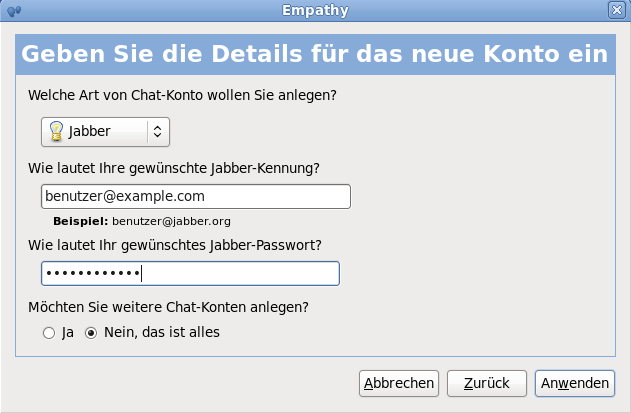 Empathy
Geben Sie die Details für das neue Konto ein
Welche Art von Chat-Konto wollen Sie anlegen?
Jabber
Wie lautet Ihre gewünschte Jabber-Kennung?
benutzer@example.com
Beispiel: benutzer@jabber.org
Wie lautet Ihr gewünschtes Jabber-Passwort?
••••••••••••
Möchten Sie weitere Chat-Konten anlegen?
Ja Nein, das ist alles
Abbrechen Zurück Anwenden